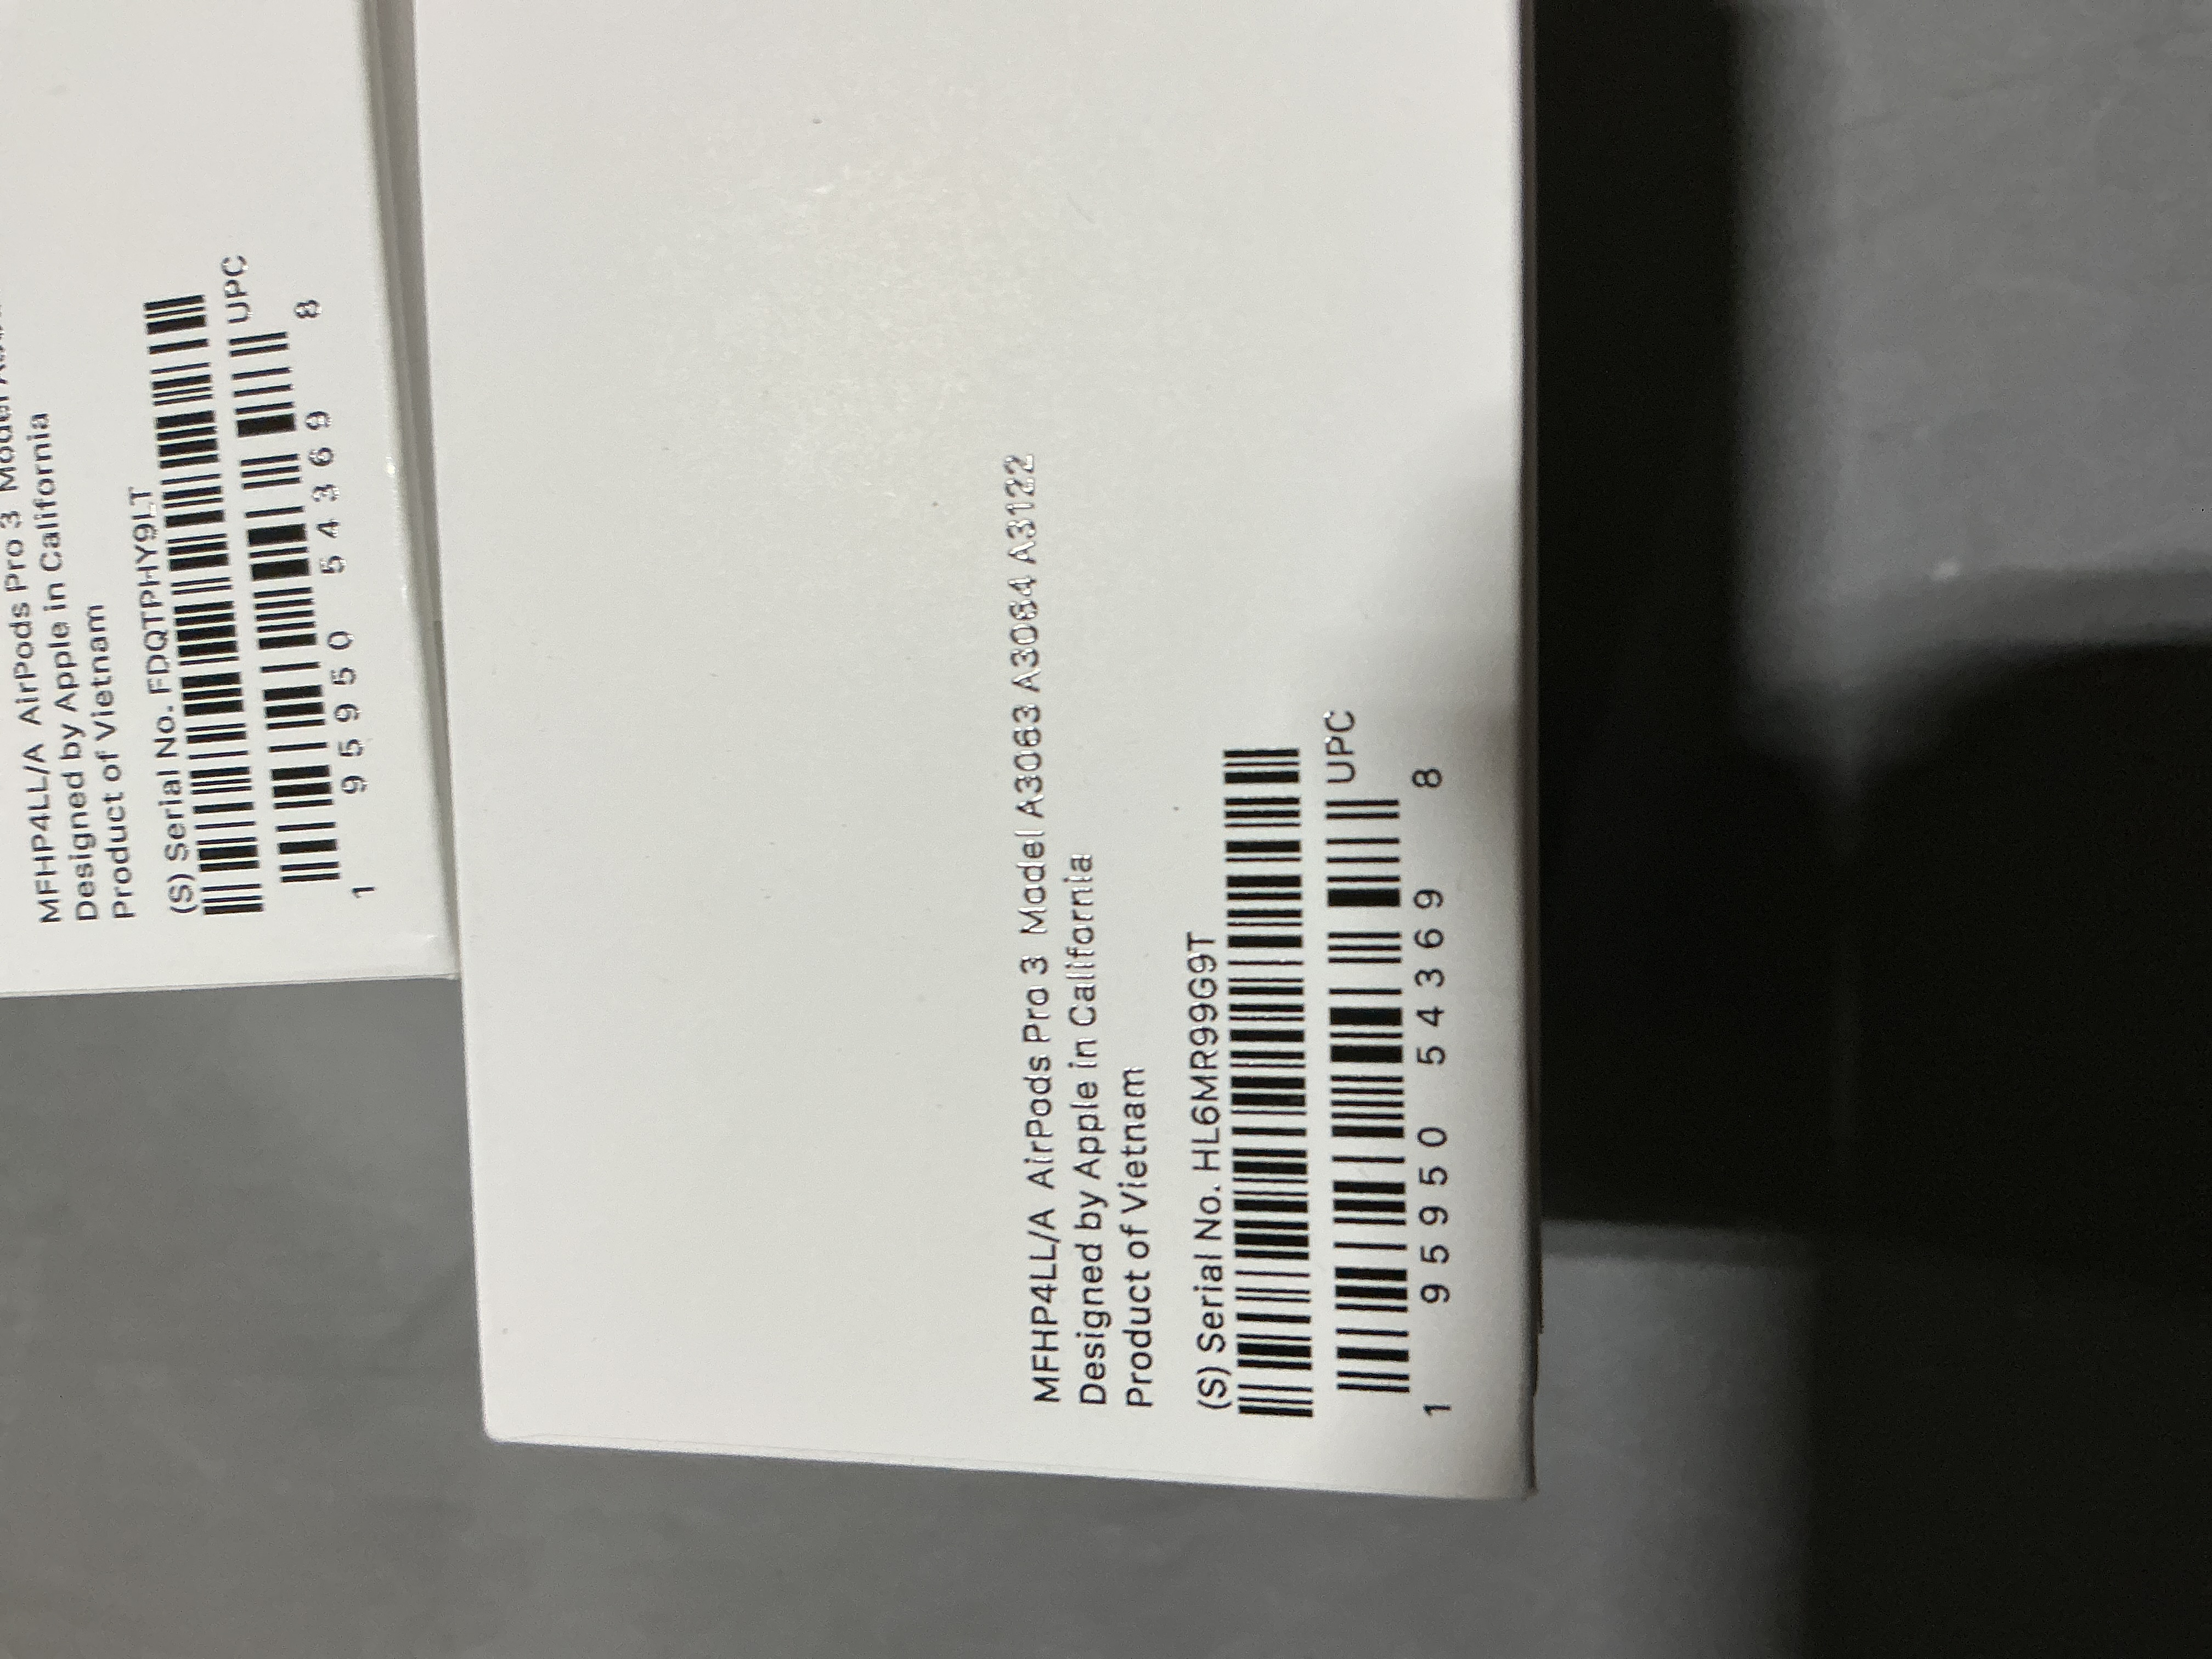 MFHP4LL/A AirPods Pro 3 Model
Designed by Apple in California
Product of Vietnam
(S) Serial No. FDQTPHY9LT
UPC
1 95950 54369 8
MFHP4LL/A AirPods Pro 3 Model A3063 A3064 A3122
Designed by Apple in California
Product of Vietnam
(S) Serial No. HL6MR99G9T
UPC
1 95950 54369 8